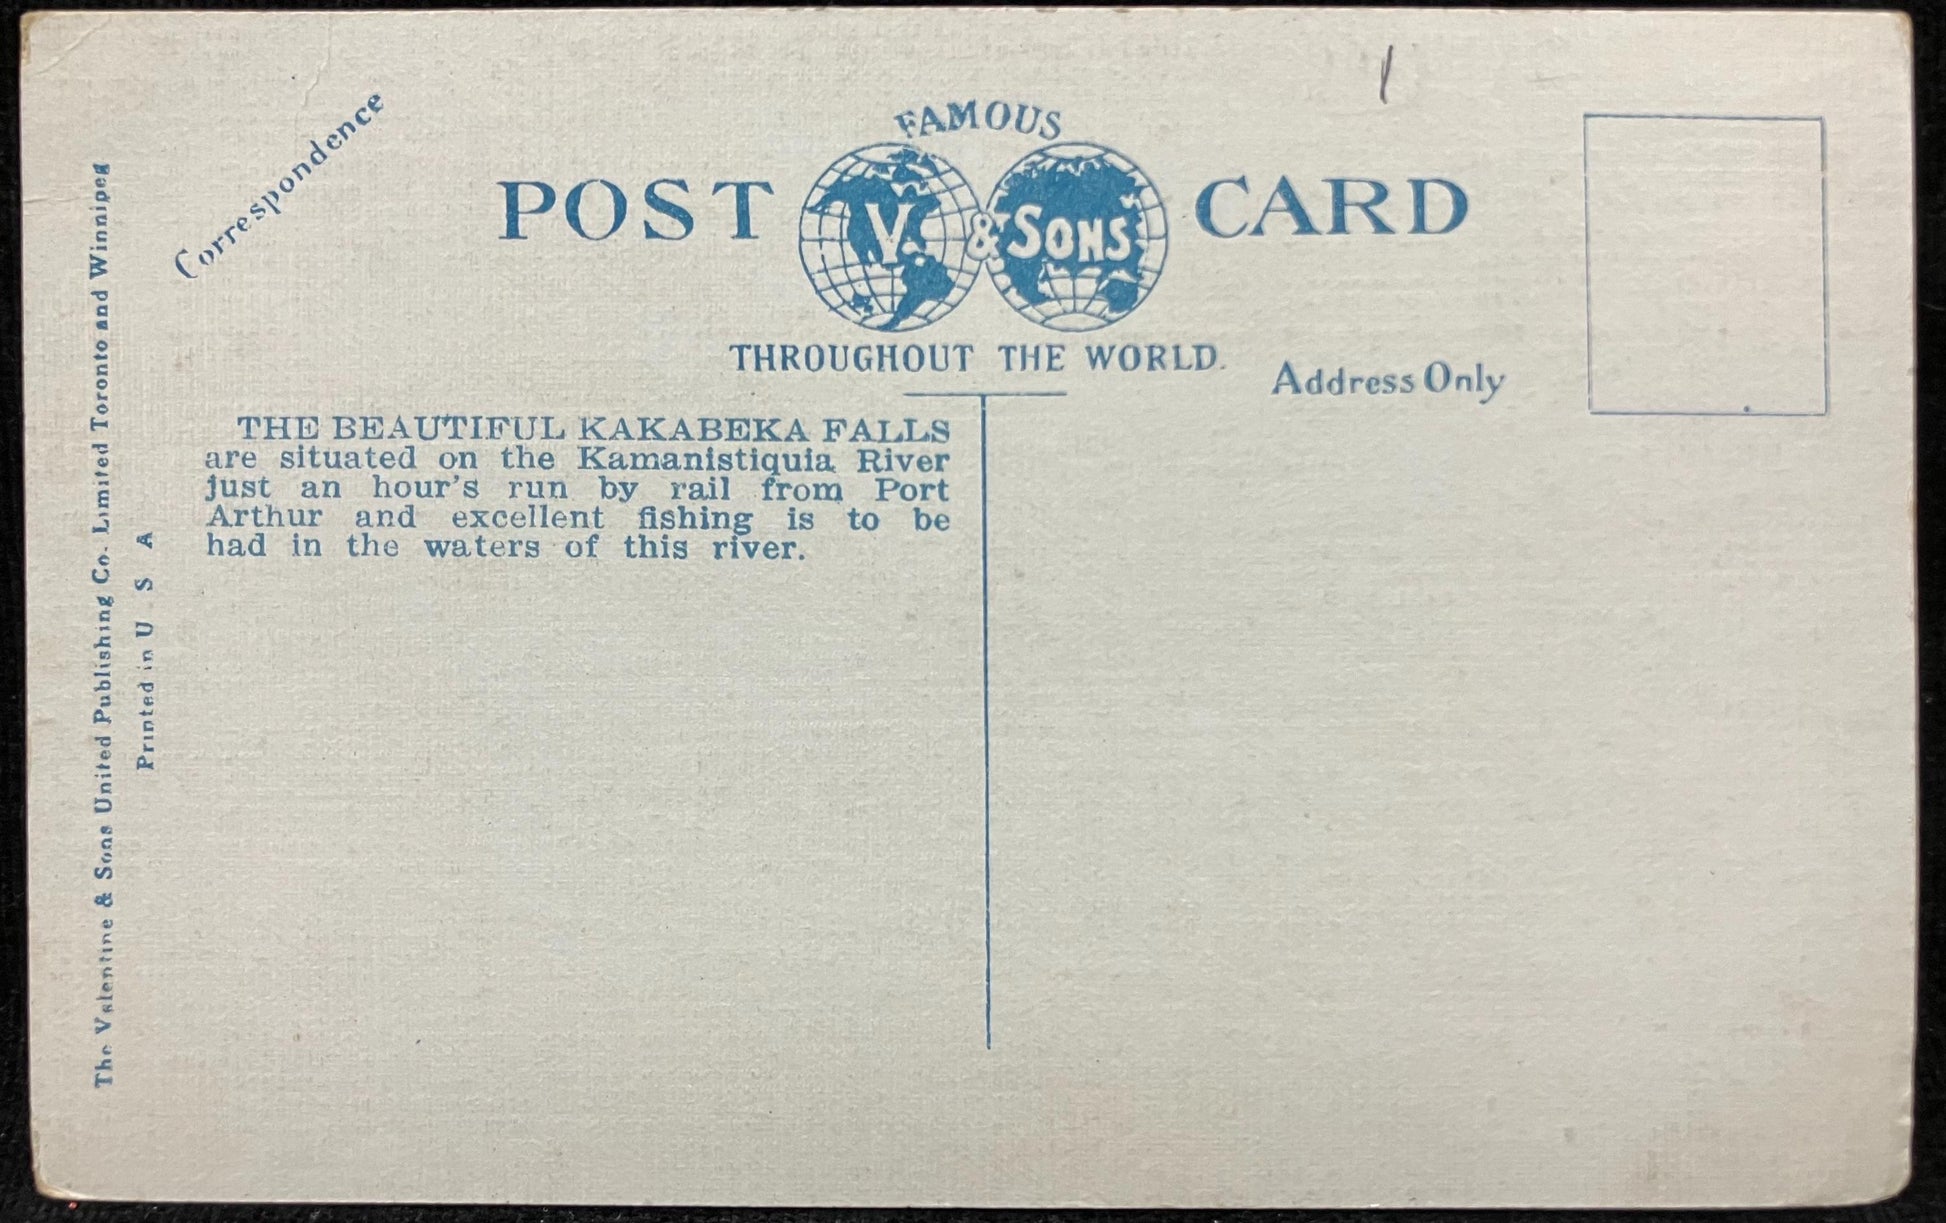 The Valentine & Sons United Publishing Co. Limited Toronto and Winnipeg
Printed in U S A
Correspondence
FAMOUS
POST V. & SONS CARD
THROUGHOUT THE WORLD.
Address Only
THE BEAUTIFUL KAKABEKA FALLS
are situated on the Kamanistiquia River
just an hour's run by rail from Port
Arthur and excellent fishing is to be
had in the waters of this river.